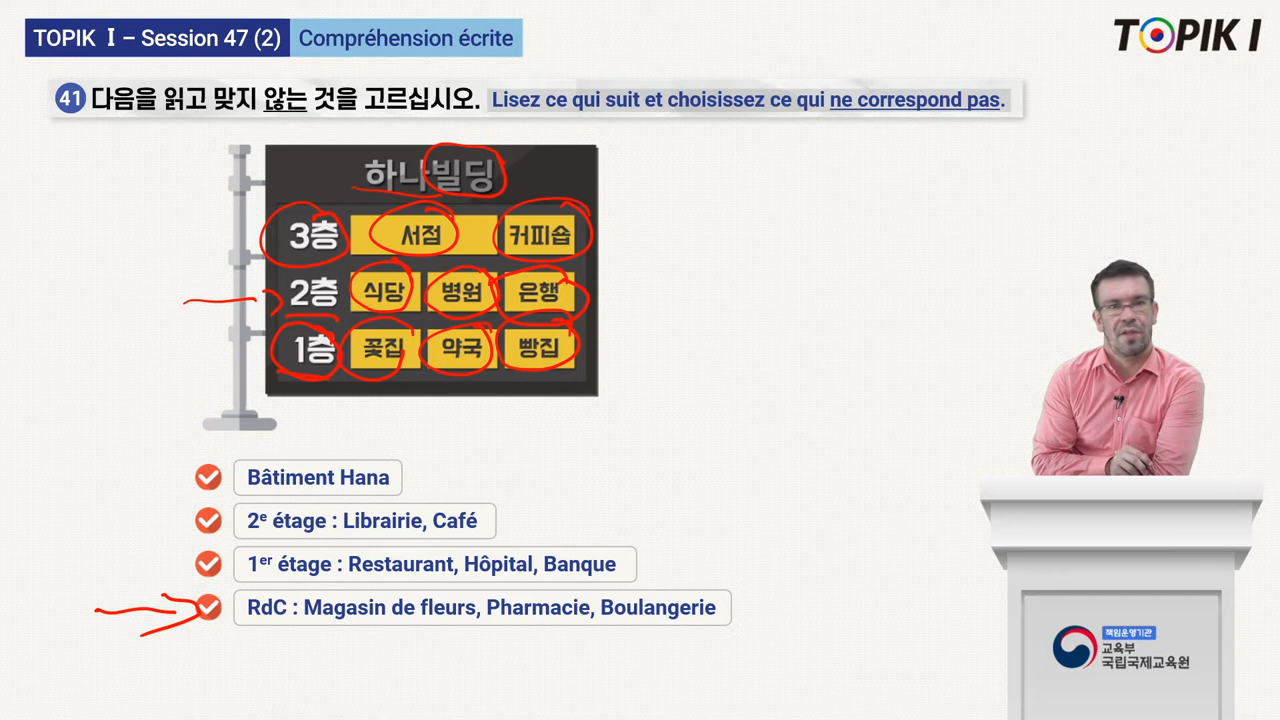 TOPIK Ⅰ – Session 47 (2) Compréhension écrite
TOPIK I
41 다음을 읽고 맞지 않는 것을 고르십시오. Lisez ce qui suit et choisissez ce qui ne correspond pas.
하나빌딩
3층 서점 커피숍
2층 식당 병원 은행
1층 꽃집 약국 빵집
Bâtiment Hana
2e étage : Librairie, Café
1er étage : Restaurant, Hôpital, Banque
RdC : Magasin de fleurs, Pharmacie, Boulangerie
책임운영기관
교육부
국립국제교육원